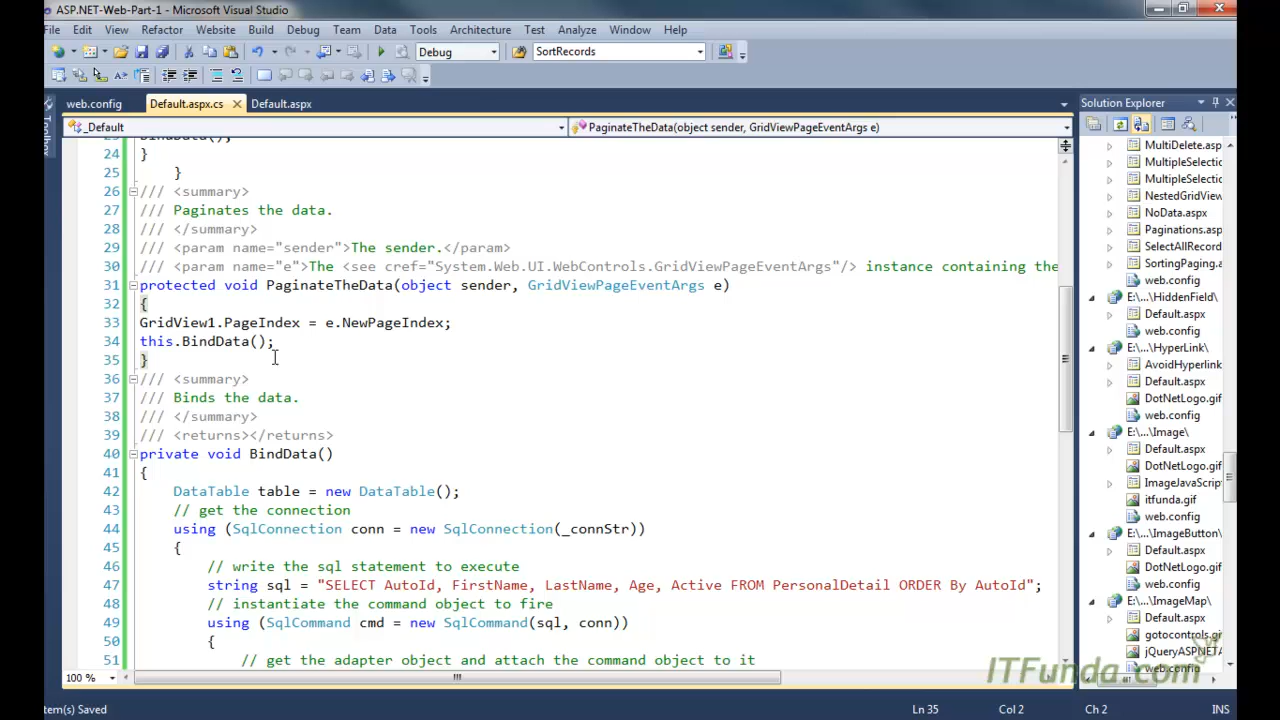 ASP.NET-Web-Part-1 - Microsoft Visual Studio
File Edit View Refactor Website Build Debug Team Data Tools Architecture Test Analyze Window Help
Debug SortRecords
web.config Default.aspx.cs Default.aspx
Solution Explorer
_Default PaginateTheData(object sender, GridViewPageEventArgs e)
24 }
25 }
26 /// <summary>
27 /// Paginates the data.
28 /// </summary>
29 /// <param name="sender">The sender.</param>
30 /// <param name="e">The <see cref="System.Web.UI.WebControls.GridViewPageEventArgs"/> instance containing the
31 protected void PaginateTheData(object sender, GridViewPageEventArgs e)
32 {
33 GridView1.PageIndex = e.NewPageIndex;
34 this.BindData();
35 }
36 /// <summary>
37 /// Binds the data.
38 /// </summary>
39 /// <returns></returns>
40 private void BindData()
41 {
42 DataTable table = new DataTable();
43 // get the connection
44 using (SqlConnection conn = new SqlConnection(_connStr))
45 {
46 // write the sql statement to execute
47 string sql = "SELECT AutoId, FirstName, LastName, Age, Active FROM PersonalDetail ORDER By AutoId";
48 // instantiate the command object to fire
49 using (SqlCommand cmd = new SqlCommand(sql, conn))
50 {
51 // get the adapter object and attach the command object to it
100 %
MultiDelete.asp
MultipleSelecti
MultipleSelecti
NestedGridView
NoData.aspx
Paginations.aspx
SelectAllRecord
SortingPaging.a
web.config
E:\...\HiddenField\
Default.aspx
web.config
E:\...\HyperLink\
AvoidHyperlink
Default.aspx
DotNetLogo.gif
web.config
E:\...\Image\
Default.aspx
DotNetLogo.gif
ImageJavaScript
itfunda.gif
web.config
E:\...\ImageButton\
Default.aspx
DotNetLogo.gif
web.config
E:\...\ImageMap\
Default.aspx
gotocontrols.gif
jQueryASPNETA
web.config
ITFunda.com
tem(s) Saved Ln 35 Col 2 Ch 2 INS